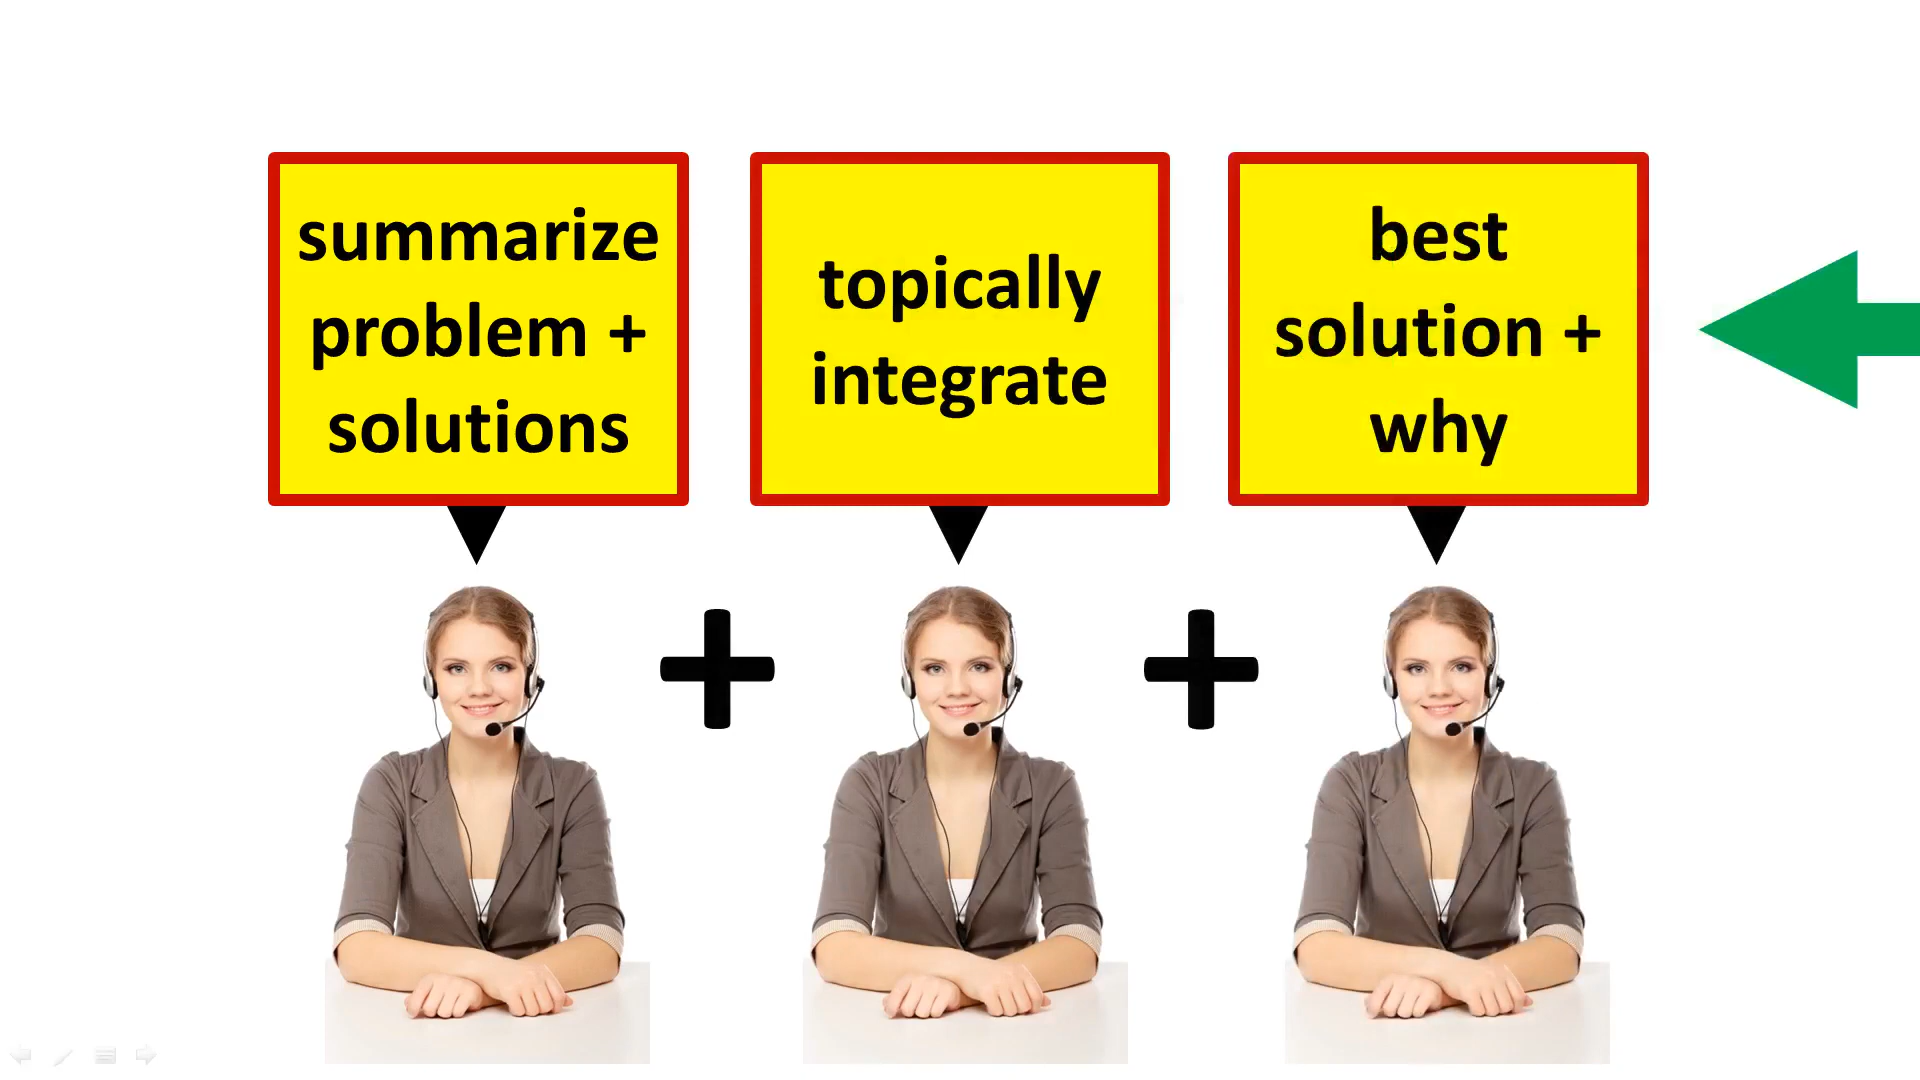 summarize
problem +
solutions
topically
integrate
best
solution +
why